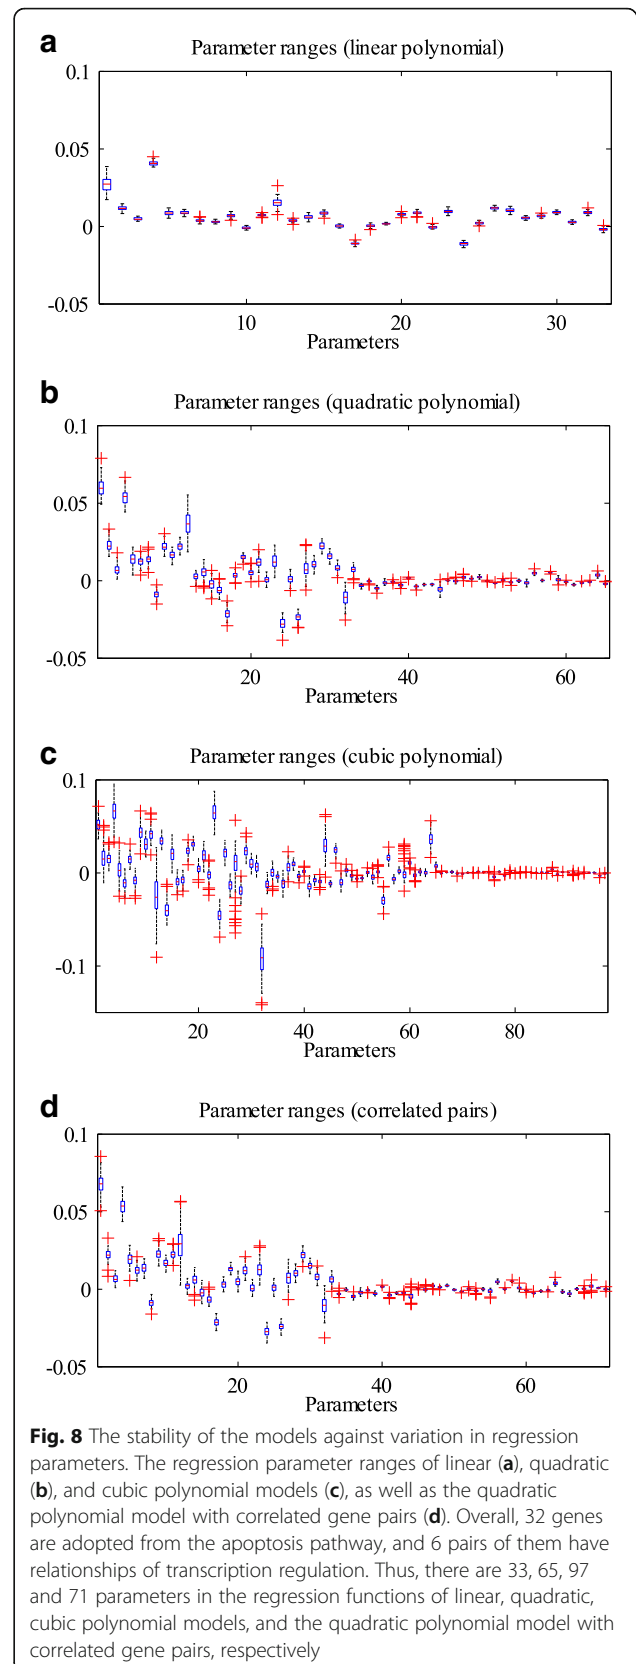 a
Parameter ranges (linear polynomial)
0.1
0.05
0
-0.05
10
20
30
Parameters
b
Parameter ranges (quadratic polynomial)
0.1
0.05
0
-0.05
20
40
60
Parameters
c
Parameter ranges (cubic polynomial)
0.1
0
-0.1
20
40
60
80
Parameters
d
Parameter ranges (correlated pairs)
0.1
0.05
0
-0.05
20
40
60
Parameters
Fig. 8 The stability of the models against variation in regression
parameters. The regression parameter ranges of linear (a), quadratic
(b), and cubic polynomial models (c), as well as the quadratic
polynomial model with correlated gene pairs (d). Overall, 32 genes
are adopted from the apoptosis pathway, and 6 pairs of them have
relationships of transcription regulation. Thus, there are 33, 65, 97
and 71 parameters in the regression functions of linear, quadratic,
cubic polynomial models, and the quadratic polynomial model with
correlated gene pairs, respectively